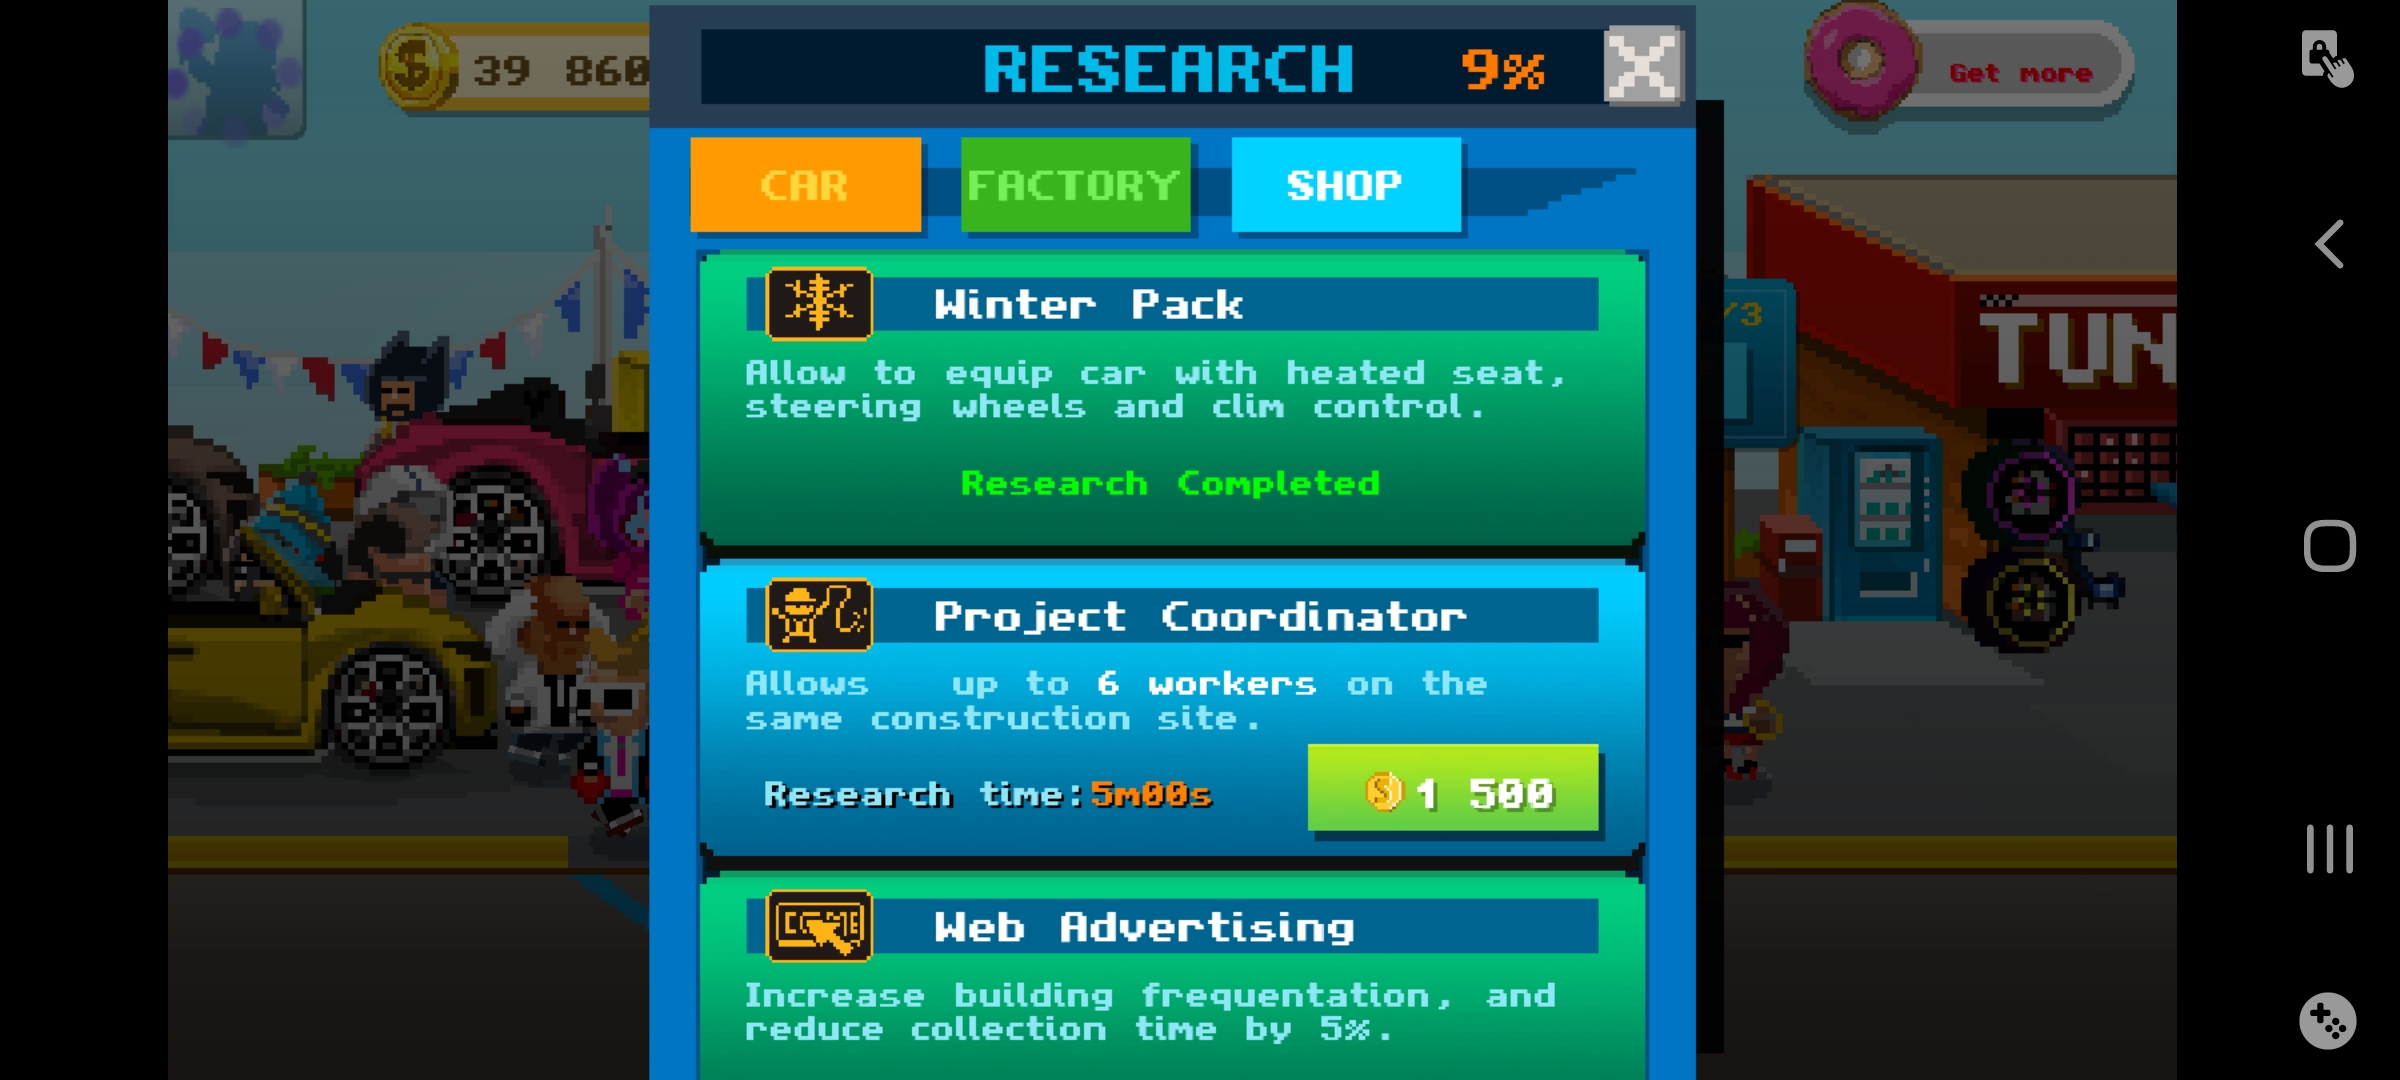 39 860
RESEARCH 9%
Get more
CAR FACTORY SHOP
Winter Pack
Allow to equip car with heated seat,
steering wheels and clim control.
Research Completed
/3
TUN
Project Coordinator
Allows up to 6 workers on the
same construction site.
Research time:5m00s
1 500
Web Advertising
Increase building frequentation, and
reduce collection time by 5%.